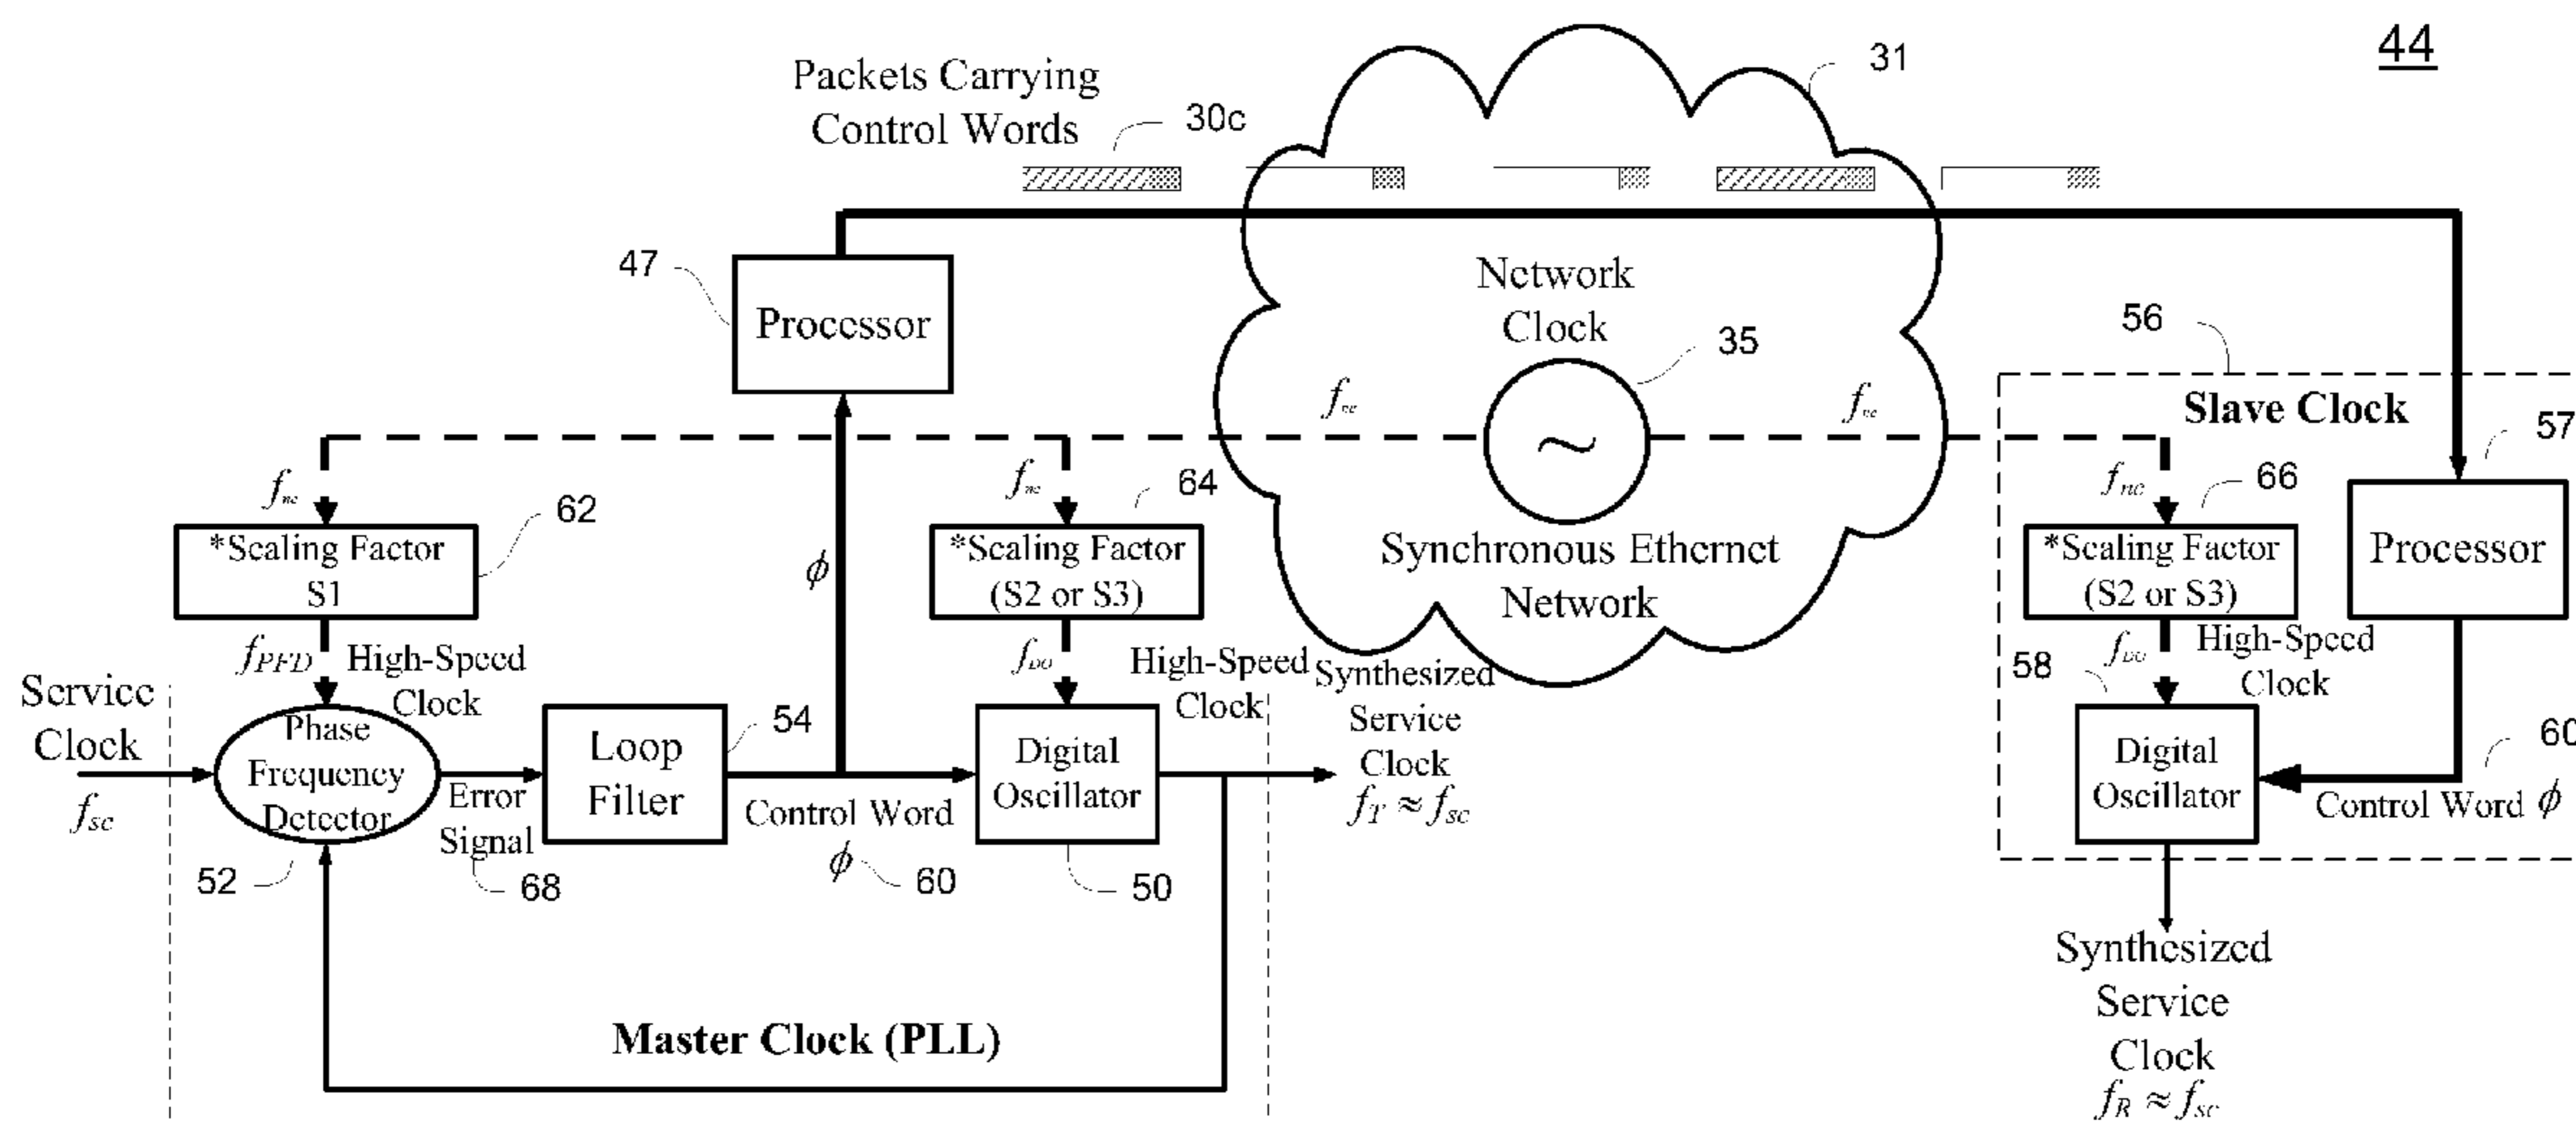 44
Packets Carrying
Control Words
30c
31
47
Processor
Network
Clock
35
f_nc
f_nc
Synchronous Ethernet
Network
56
Slave Clock
57
f_nc
62
*Scaling Factor
S1
f_PFD
High-Speed
Clock
ϕ
f_nc
64
*Scaling Factor
(S2 or S3)
f_DO
High-Speed
Clock
f_nc
66
*Scaling Factor
(S2 or S3)
Processor
f_DO
High-Speed
Clock
58
Service
Clock
f_sc
Phase
Frequency
Detector
52
Error
Signal
68
Loop
Filter
54
Control Word
ϕ
60
Digital
Oscillator
50
Synthesized
Service
Clock
f_T ≈ f_sc
Digital
Oscillator
60
Control Word ϕ
Master Clock (PLL)
Synthesized
Service
Clock
f_R ≈ f_sc